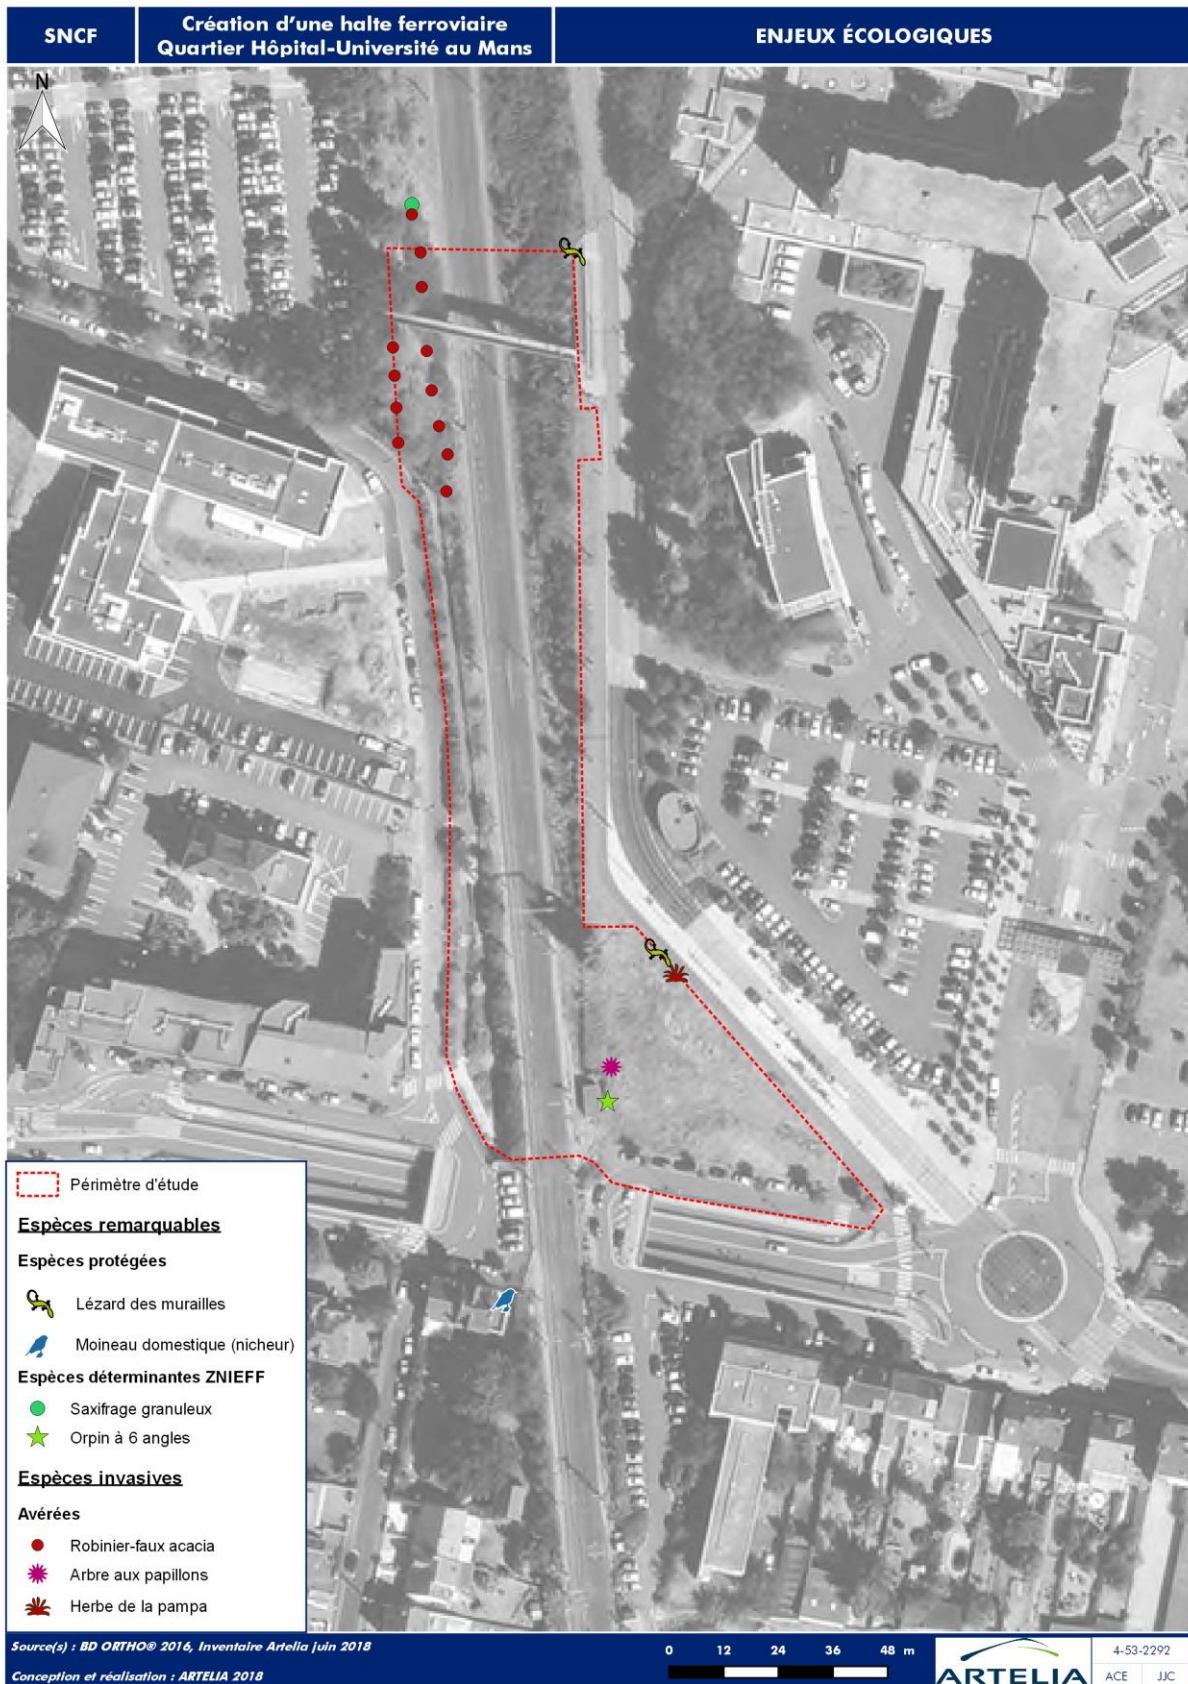 SNCF
Création d'une halte ferroviaire
Quartier Hôpital-Université au Mans
ENJEUX ÉCOLOGIQUES
N
Périmètre d'étude
Espèces remarquables
Espèces protégées
Lézard des murailles
Moineau domestique (nicheur)
Espèces déterminantes ZNIEFF
Saxifrage granuleux
Orpin à 6 angles
Espèces invasives
Avérées
Robinier-faux acacia
Arbre aux papillons
Herbe de la pampa
Source(s) : BD ORTHO® 2016, Inventaire Artelia juin 2018
Conception et réalisation : ARTELIA 2018
0 12 24 36 48 m
ARTELIA
4-53-2292
ACE JJC